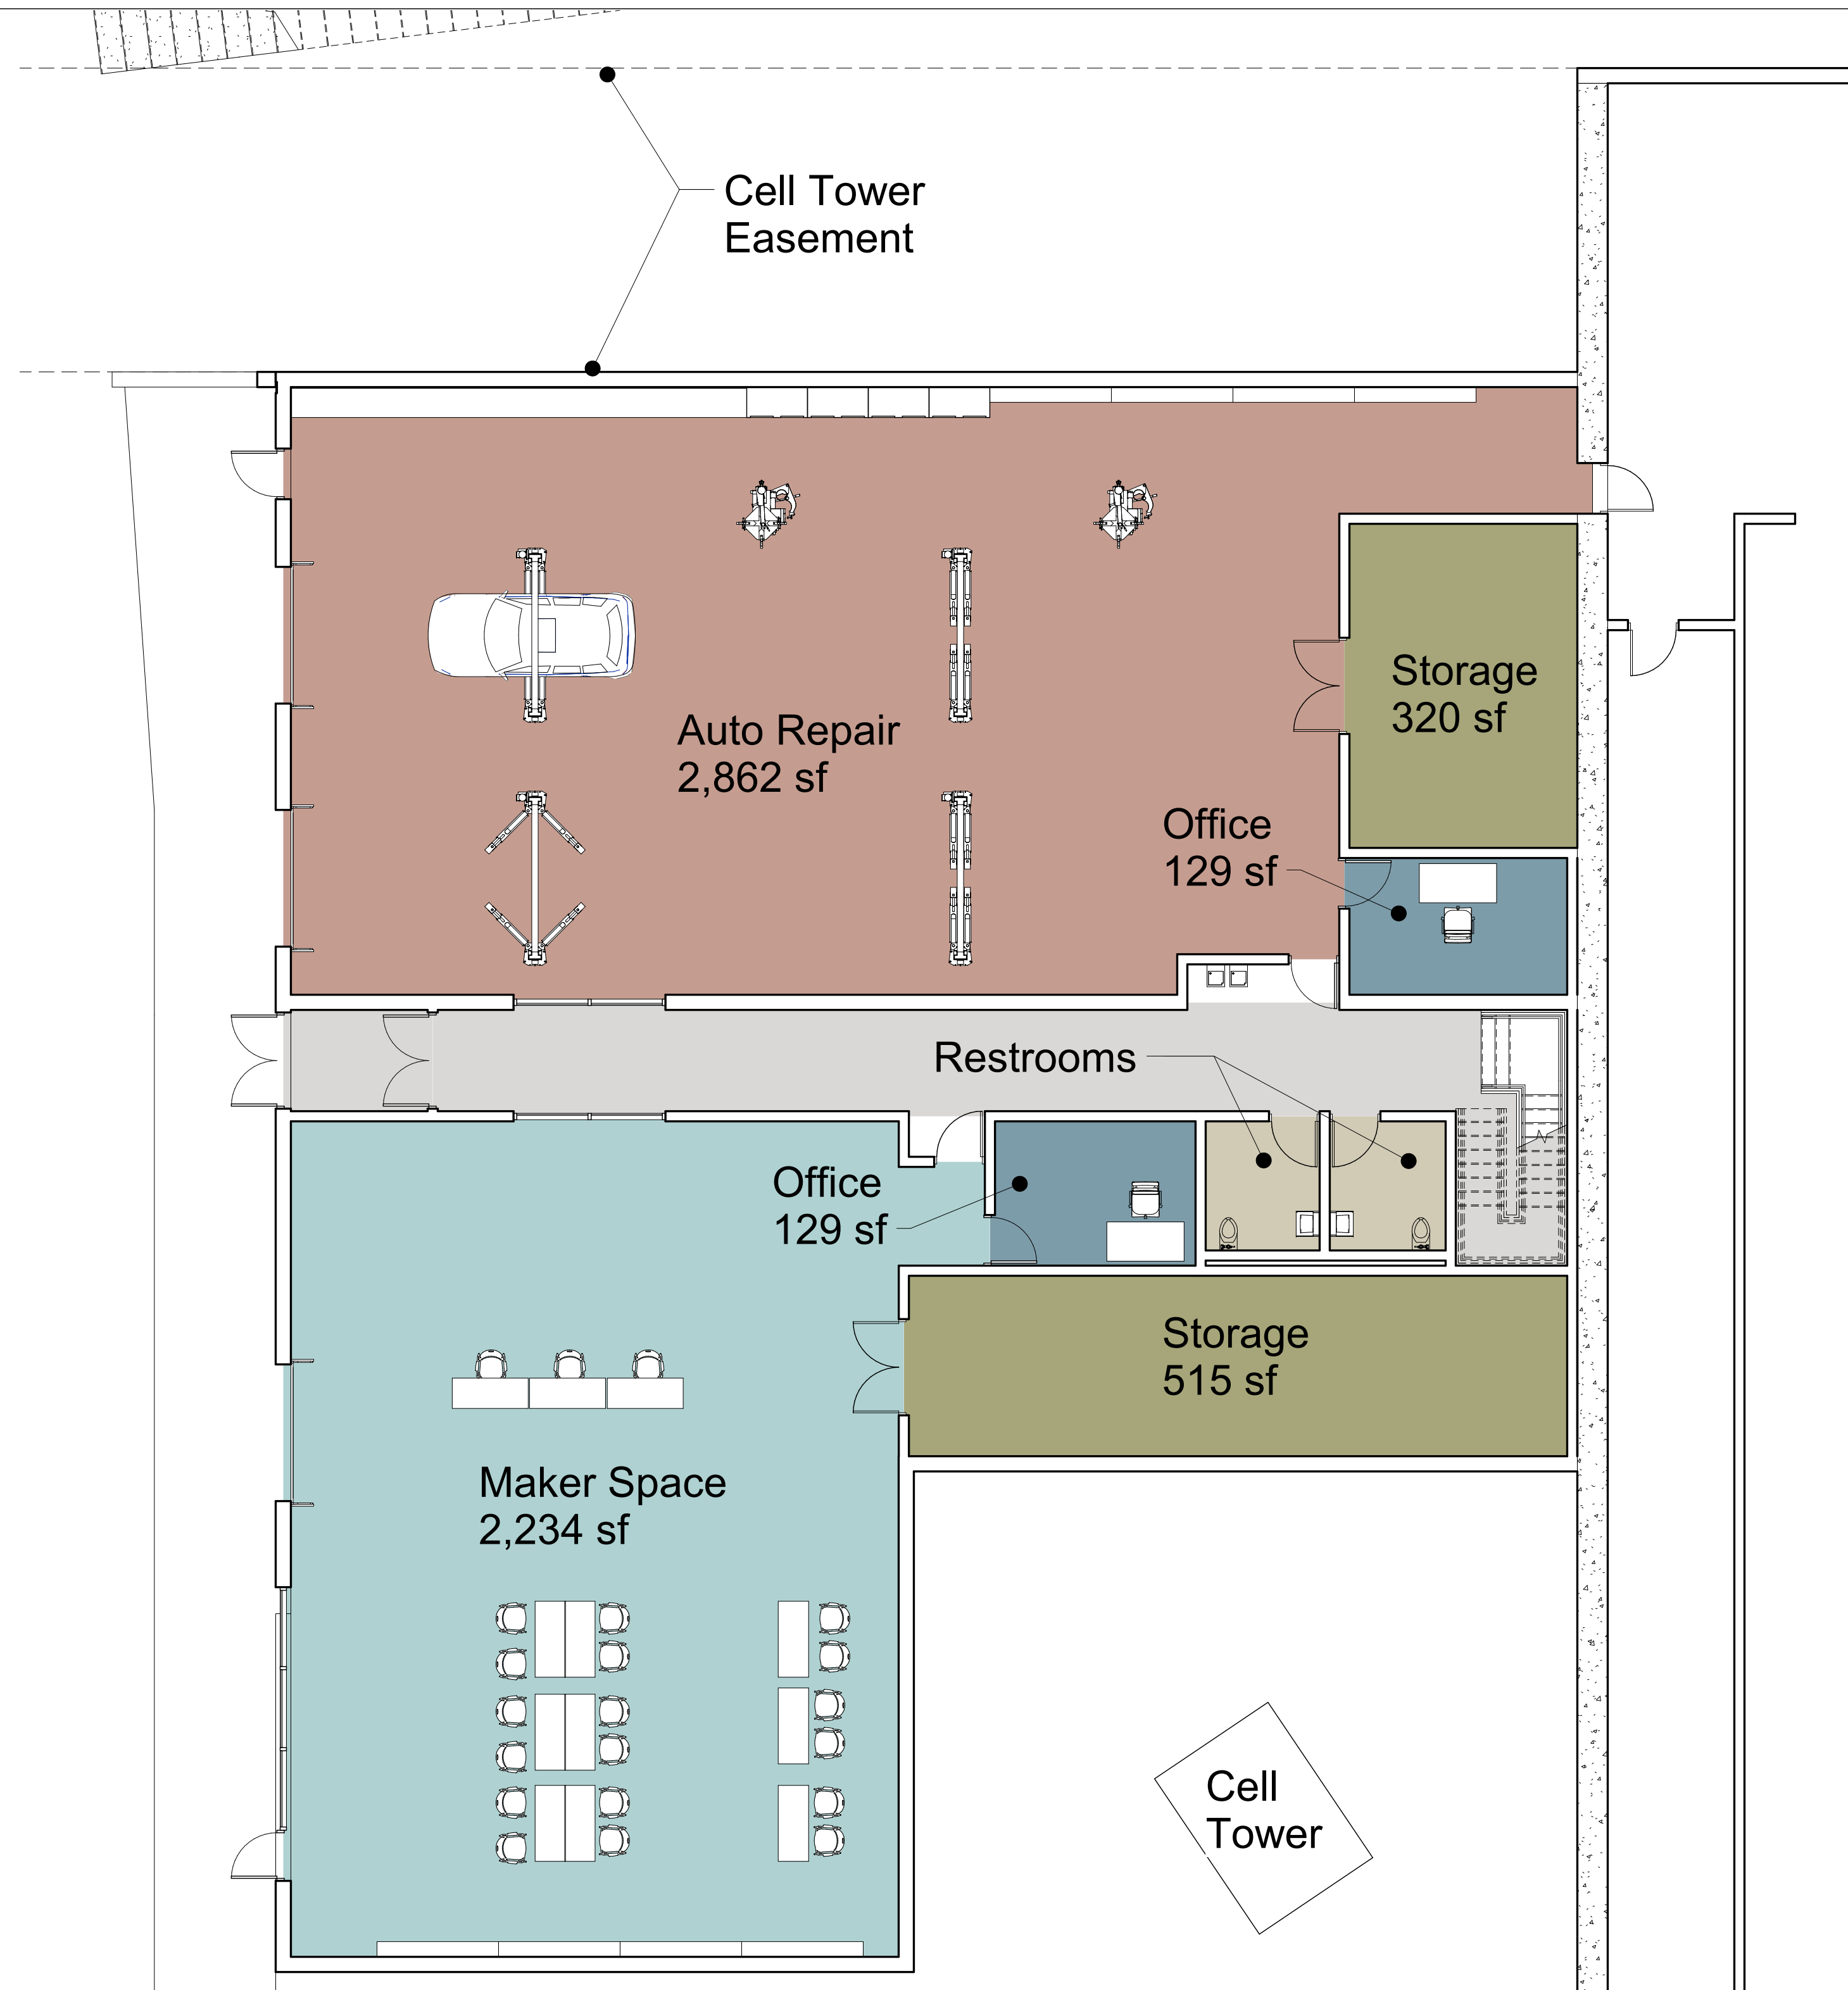 Cell Tower
Easement
Storage
320 sf
Auto Repair
2,862 sf
Office
129 sf
Restrooms
Office
129 sf
Storage
515 sf
Maker Space
2,234 sf
Cell
Tower